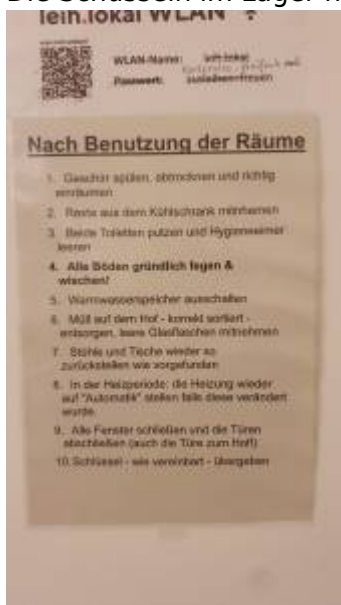 leih.lokal WLAN
WLAN-Name: leih.lokal
Passwort: ausleihenerfreuen
Nach Benutzung der Räume
1. Geschirr spülen, abtrocknen und richtig
einräumen
2. Reste aus dem Kühlschrank mitnehmen
3. Beide Toiletten putzen und Hygieneeimer
leeren
4. Alle Böden gründlich fegen &
wischen!
5. Warmwasserspeicher ausschalten
6. Müll auf dem Hof - korrekt sortiert -
entsorgen, leere Glasflaschen mitnehmen
7. Stühle und Tische wieder so
zurückstellen wie vorgefunden
8. In der Heizperiode: die Heizung wieder
auf "Automatik" stellen falls diese verändert
wurde.
9. Alle Fenster schließen und die Türen
abschließen (auch die Türe zum Hof!)
10. Schlüssel - wie vereinbart - übergeben